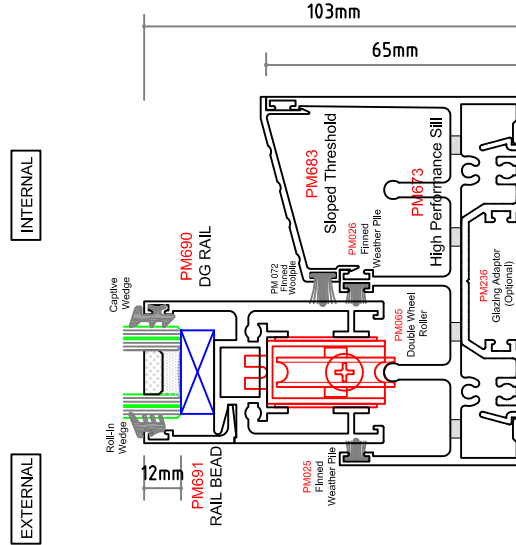 103mm
65mm
INTERNAL
EXTERNAL
Captive
Wedge
Roll-In
Wedge
12mm
PM690
DG RAIL
PM691
RAIL BEAD
PM 072
Finned
Woolpile
PM683
Sloped Threshold
PM026
Finned
Weather Pile
PM673
High Performance Sill
PM065
Double Wheel
Roller
PM025
Finned
Weather Pile
PM236
Glazing Adaptor
(Optional)